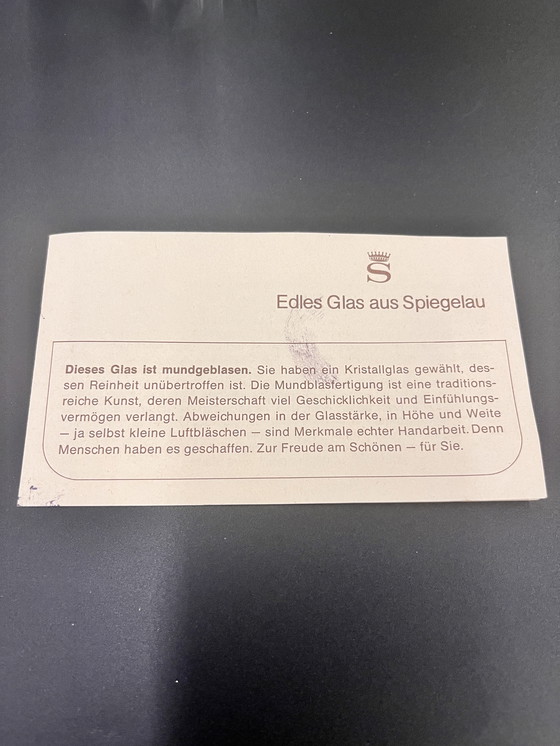 S
Edles Glas aus Spiegelau
Dieses Glas ist mundgeblasen. Sie haben ein Kristallglas gewählt, des-
sen Reinheit unübertroffen ist. Die Mundblasfertigung ist eine traditions-
reiche Kunst, deren Meisterschaft viel Geschicklichkeit und Einfühlungs-
vermögen verlangt. Abweichungen in der Glasstärke, in Höhe und Weite
— ja selbst kleine Luftbläschen — sind Merkmale echter Handarbeit. Denn
Menschen haben es geschaffen. Zur Freude am Schönen — für Sie.